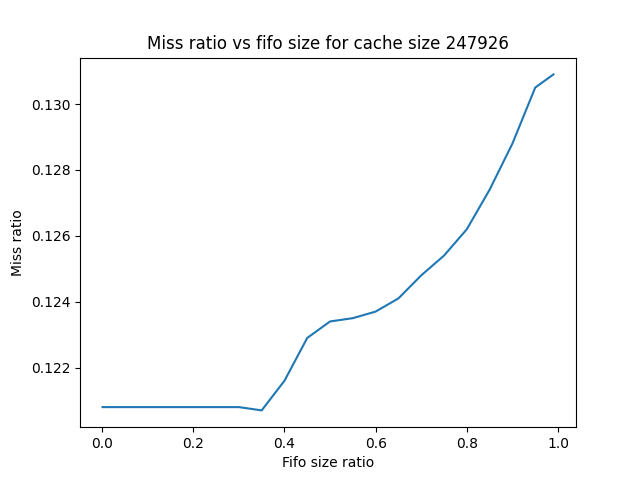 Miss ratio vs fifo size for cache size 247926
0.130
0.128
0.126
0.124
0.122
Miss ratio
0.0 0.2 0.4 0.6 0.8 1.0
Fifo size ratio